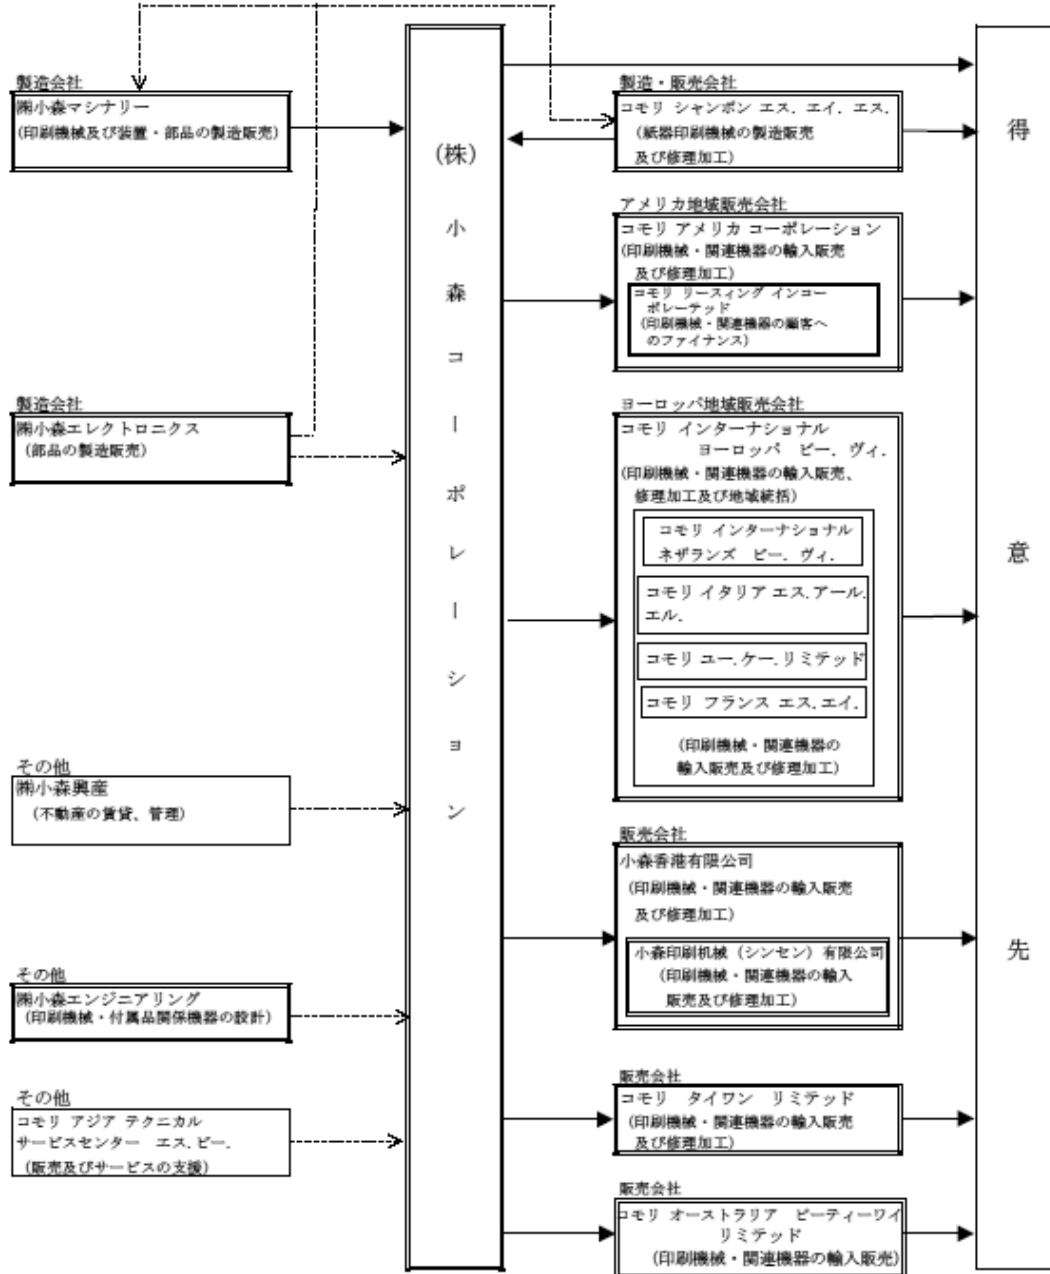 製造会社
㈱小森マシナリー
(印刷機械及び装置・部品の製造販売)
製造会社
㈱小森エレクトロニクス
(部品の製造販売)
その他
㈱小森興産
(不動産の賃貸、管理)
その他
㈱小森エンジニアリング
(印刷機械・付属品関係機器の設計)
その他
コモリ アジア テクニカル
サービスセンター エス.ピー.
(販売及びサービスの支援)
(株)
小
森
コ
ー
ポ
レ
ー
シ
ョ
ン
製造・販売会社
コモリ シャンボン エス. エイ. エス.
(紙器印刷機械の製造販売
及び修理加工)
アメリカ地域販売会社
コモリ アメリカ コーポレーション
(印刷機械・関連機器の輸入販売
及び修理加工)
コモリ リースィング インコー
ポレーテッド
(印刷機械・関連機器の顧客へ
のファイナンス)
ヨーロッパ地域販売会社
コモリ インターナショナル
ヨーロッパ ビー. ヴィ.
(印刷機械・関連機器の輸入販売、
修理加工及び地域統括)
コモリ インターナショナル
ネザランズ ビー. ヴィ.
コモリ イタリア エス.アール.
エル.
コモリ ユー.ケー.リミテッド
コモリ フランス エス.エイ.
(印刷機械・関連機器の
輸入販売及び修理加工)
販売会社
小森香港有限公司
(印刷機械・関連機器の輸入販売
及び修理加工)
小森印刷机械 (シンセン) 有限公司
(印刷機械・関連機器の輸入
販売及び修理加工)
販売会社
コモリ タイワン リミテッド
(印刷機械・関連機器の輸入販売
及び修理加工)
販売会社
コモリ オーストラリア ピーティーワイ
リミテッド
(印刷機械・関連機器の輸入販売)
得
意
先